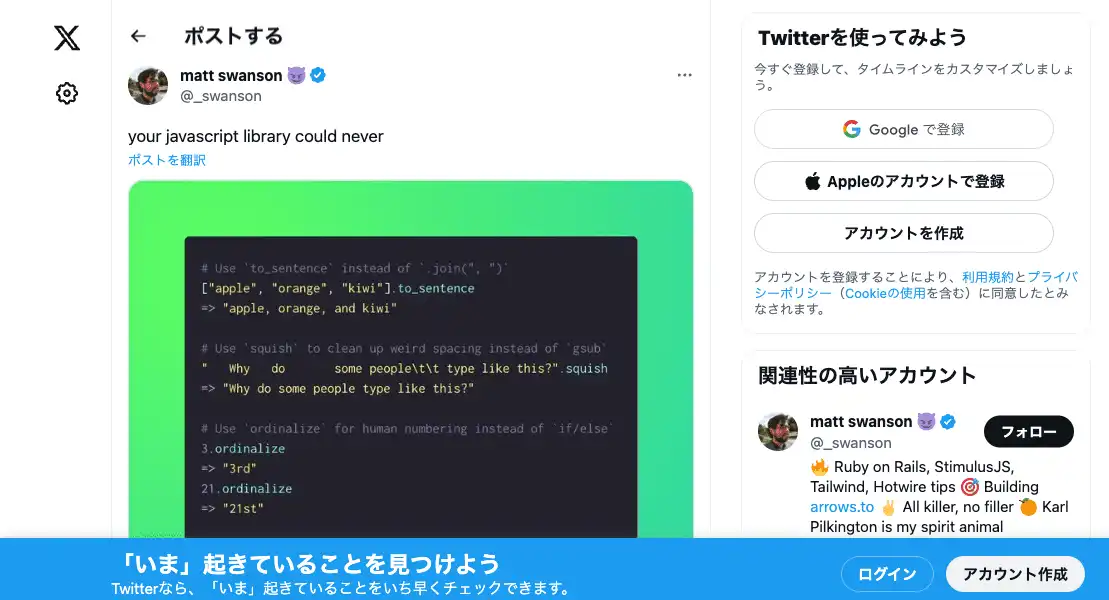 ポストする
matt swanson
@_swanson
your javascript library could never
ポストを翻訳
# Use `to_sentence` instead of `.join(", ")`
["apple", "orange", "kiwi"].to_sentence
=> "apple, orange, and kiwi"
# Use `squish` to clean up weird spacing instead of `gsub`
"   Why   do       some people\t\t type like this?".squish
=> "Why do some people type like this?"
# Use `ordinalize` for human numbering instead of `if/else`
3.ordinalize
=> "3rd"
21.ordinalize
=> "21st"
Twitterを使ってみよう
今すぐ登録して、タイムラインをカスタマイズしましょ
う。
Google で登録
Appleのアカウントで登録
アカウントを作成
アカウントを登録することにより、利用規約とプライバ
シーポリシー（Cookieの使用を含む）に同意したとみ
なされます。
関連性の高いアカウント
matt swanson
@_swanson
フォロー
🔥 Ruby on Rails, StimulusJS,
Tailwind, Hotwire tips 🎯 Building
arrows.to ✌️ All killer, no filler 🍊 Karl
Pilkington is my spirit animal
「いま」起きていることを見つけよう
Twitterなら、「いま」起きていることをいち早くチェックできます。
ログイン
アカウント作成